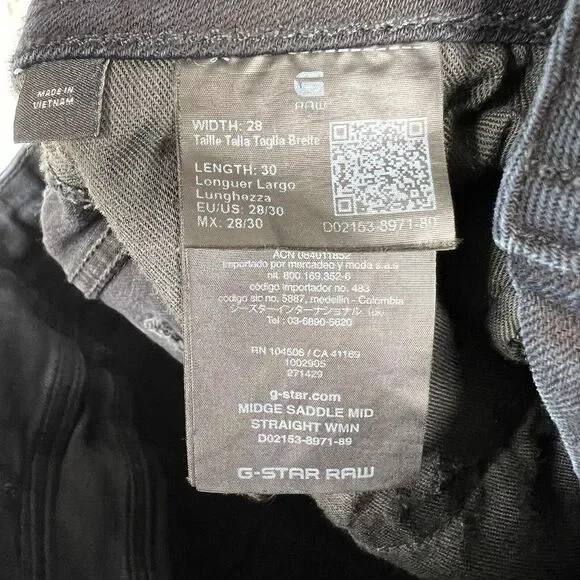 MADE IN
VIETNAM
RAW
WIDTH: 28
Taille Talla Taglia Breite
LENGTH: 30
Longuer Largo
Lunghezza
EU/US: 28/30
MX: 28/30
D02153-8971-89
ACN 084011852
Importado por mercadeo y moda s.a.s
nit. 800.169.352-6
código importador no. 483
código sic no. 5887, medellin - Colombia
ジースターインターナショナル（株）
Tel : 03-6890-5620
RN 104506 / CA 41169
1002905
271429
g-star.com
MIDGE SADDLE MID
STRAIGHT WMN
D02153-8971-89
G-STAR RAW